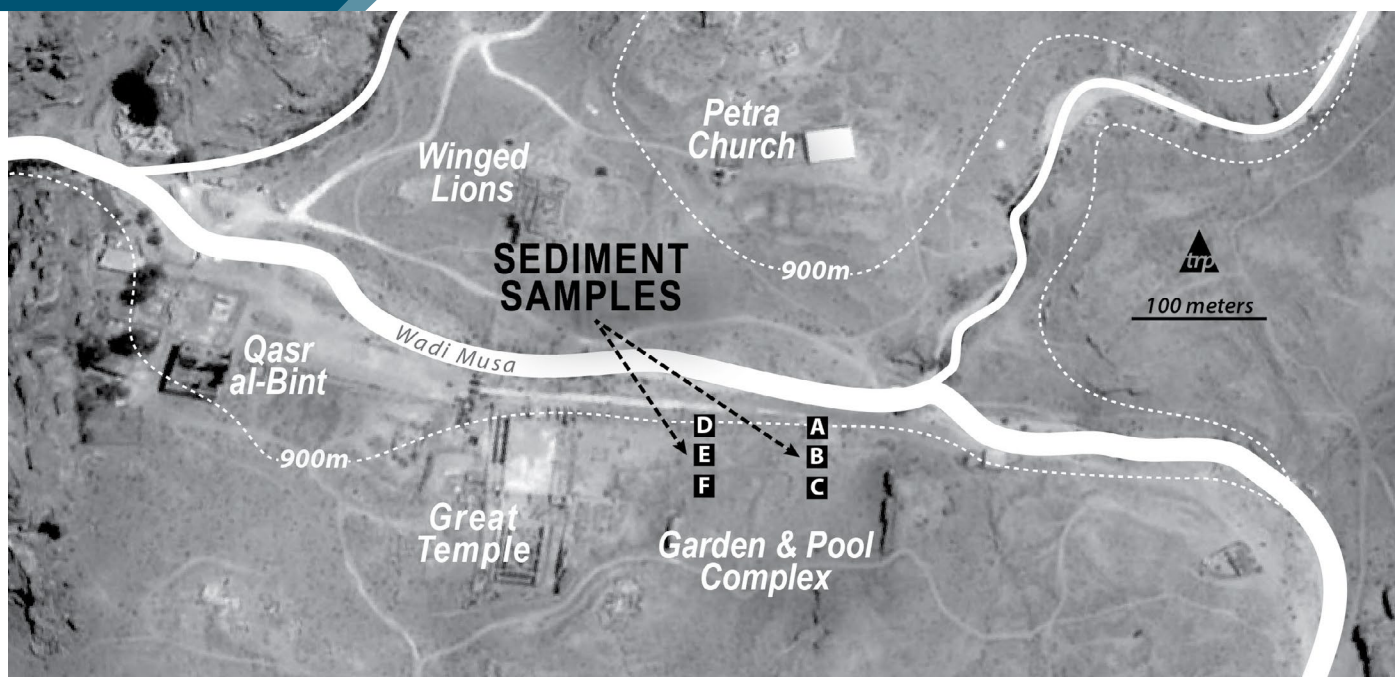 Petra
Church
Winged
Lions
SEDIMENT
SAMPLES
900m
trp
100 meters
Wadi Musa
Qasr
al-Bint
D
A
E
B
F
C
900m
Great
Temple
Garden & Pool
Complex